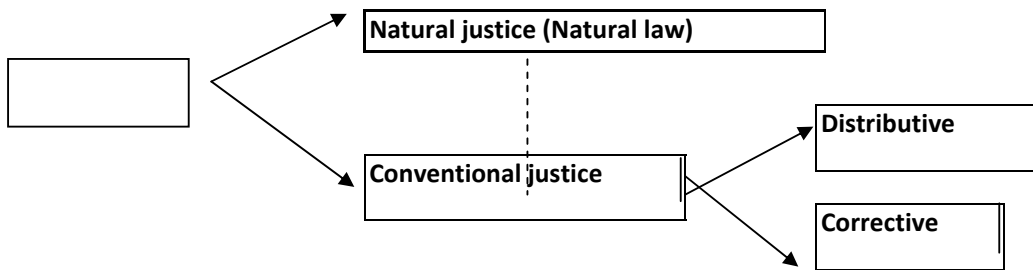 Natural justice (Natural law)
Distributive
Conventional justice
Corrective